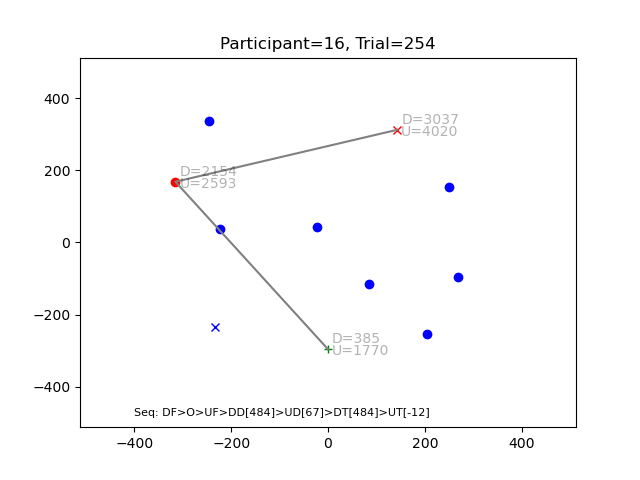 Participant=16, Trial=254
400
200
0
−200
−400
D=3037
U=4020
D=2154
U=2593
D=385
U=1770
Seq: DF>O>UF>DD[484]>UD[67]>DT[484]>UT[-12]
−400
−200
0
200
400